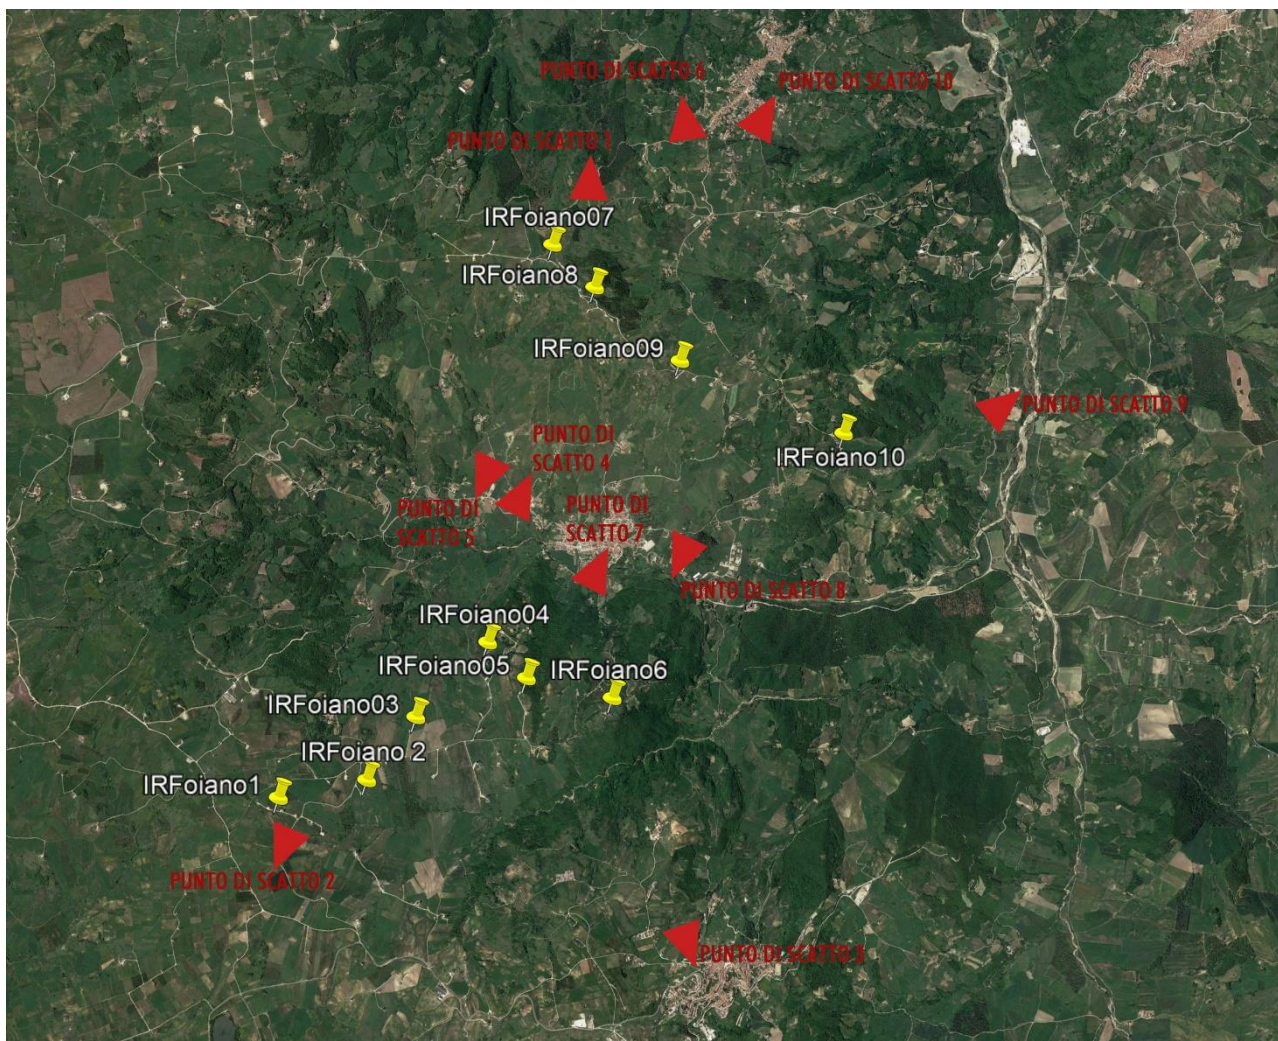 PUNTO DI SCATTO 6
PUNTO DI SCATTO 10
PUNTO DI SCATTO 1
IRFoiano07
IRFoiano8
IRFoiano09
PUNTO DI SCATTO 9
PUNTO DI
SCATTO 4
IRFoiano10
PUNTO DI
SCATTO 5
PUNTO DI
SCATTO 7
PUNTO DI SCATTO 8
IRFoiano04
IRFoiano05
IRFoiano6
IRFoiano03
IRFoiano 2
IRFoiano1
PUNTO DI SCATTO 2
PUNTO DI SCATTO 3